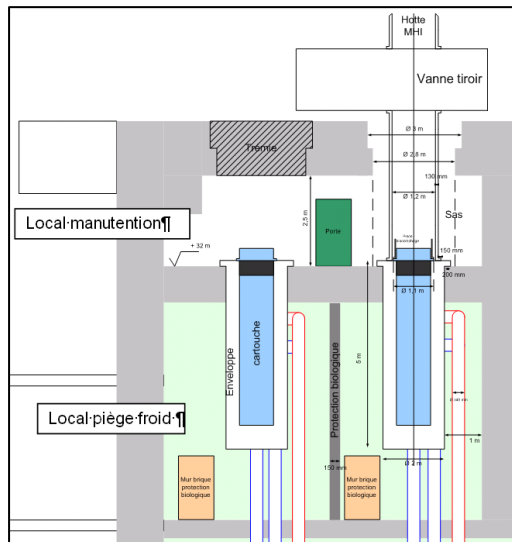 Hotte
MHI
Vanne tiroir
Ø 3 m
Trémie
Ø 2,8 m
130 mm
Ø 1,2 m
2,5 m
Porte
Sas
Local·manutention¶
+ 32 m
150 mm
200 mm
Ø 1,1 m
Enveloppe
cartouche
Protection biologique
5 m
Local·piège·froid·¶
1 m
150 mm
Ø 2 m
Mur brique
protection
biologique
Mur brique
protection
biologique